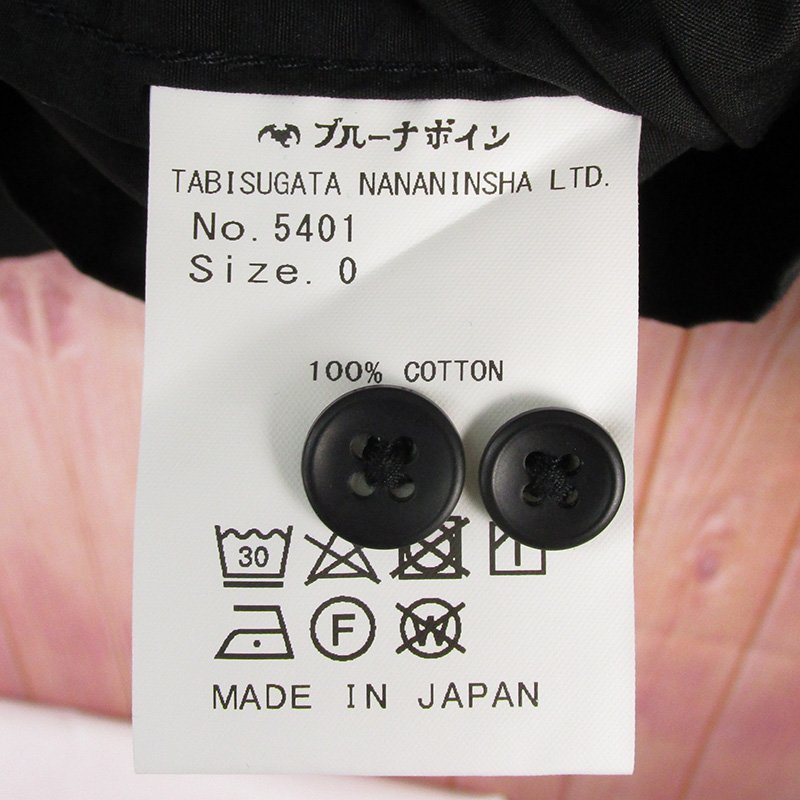 ブルーナボイン
TABISUGATA NANANINSHA LTD.
No. 5401
Size. 0
100% COTTON
30
F W
MADE IN JAPAN